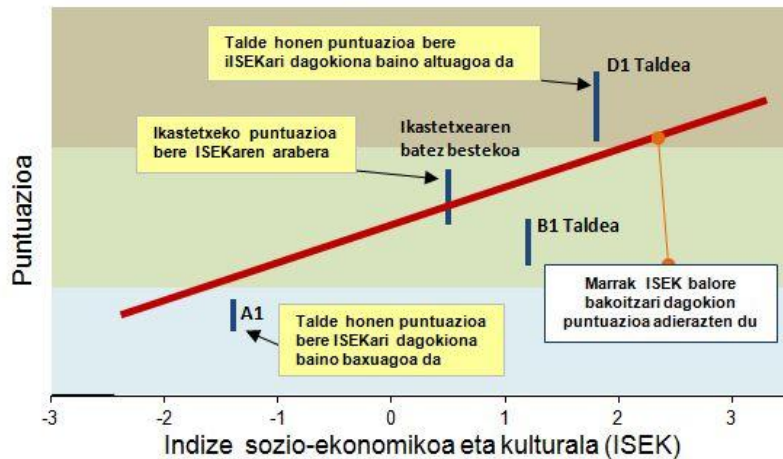 Talde honen puntuazioa bere
iISEKari dagokiona baino altuagoa da
D1 Taldea
Ikastetxeko puntuazioa
bere ISEKaren arabera
Ikastetxearen
batez bestekoa
B1 Taldea
Marrak ISEK balore
bakoitzari dagokion
puntuazioa adierazten du
A1
Talde honen puntuazioa
bere ISEKari dagokiona
baino baxuagoa da
Puntuazioa
-3 -2 -1 0 1 2 3
Indize sozio-ekonomikoa eta kulturala (ISEK)